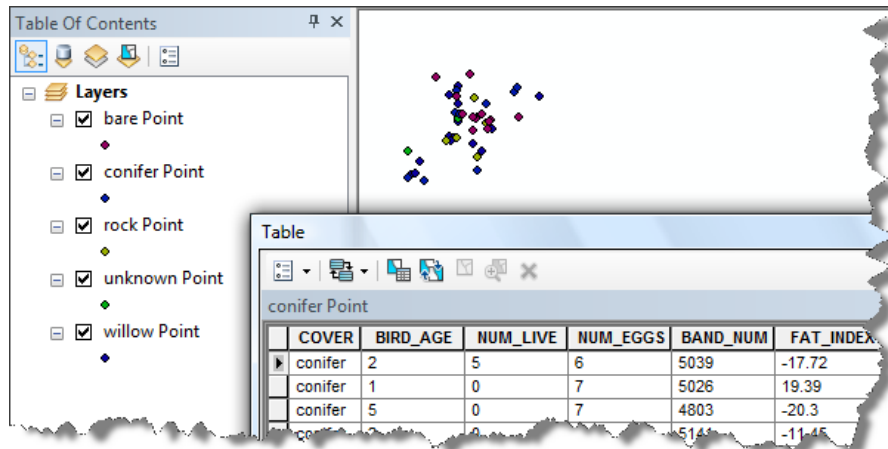 Table Of Contents
Layers
bare Point
conifer Point
rock Point
unknown Point
willow Point
Table
conifer Point
COVER BIRD_AGE NUM_LIVE NUM_EGGS BAND_NUM FAT_INDEX
conifer 2 5 6 5039 -17.72
conifer 1 0 7 5026 19.39
conifer 5 0 7 4803 -20.3